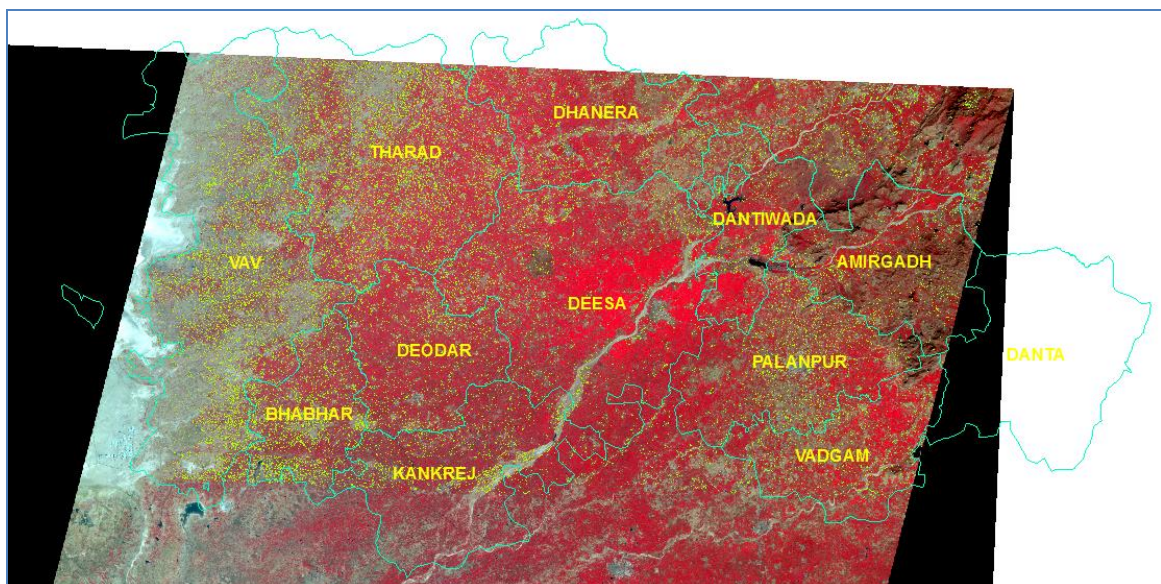 DHANERA
THARAD
DANTIWADA
VAV
AMIRGADH
DEESA
DEODAR
PALANPUR
DANTA
BHABHAR
VADGAM
KANKREJ